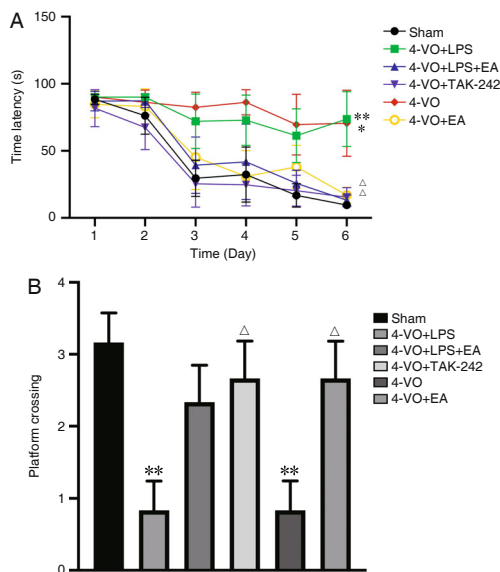 A
Time latency (s)
150
100
50
0
1 2 3 4 5 6
Time (Day)
Sham
4-VO+LPS
4-VO+LPS+EA
4-VO+TAK-242
4-VO
4-VO+EA
**
*
△
△
B
Platform crossing
4
3
2
1
0
**
△
**
△
Sham
4-VO+LPS
4-VO+LPS+EA
4-VO+TAK-242
4-VO
4-VO+EA